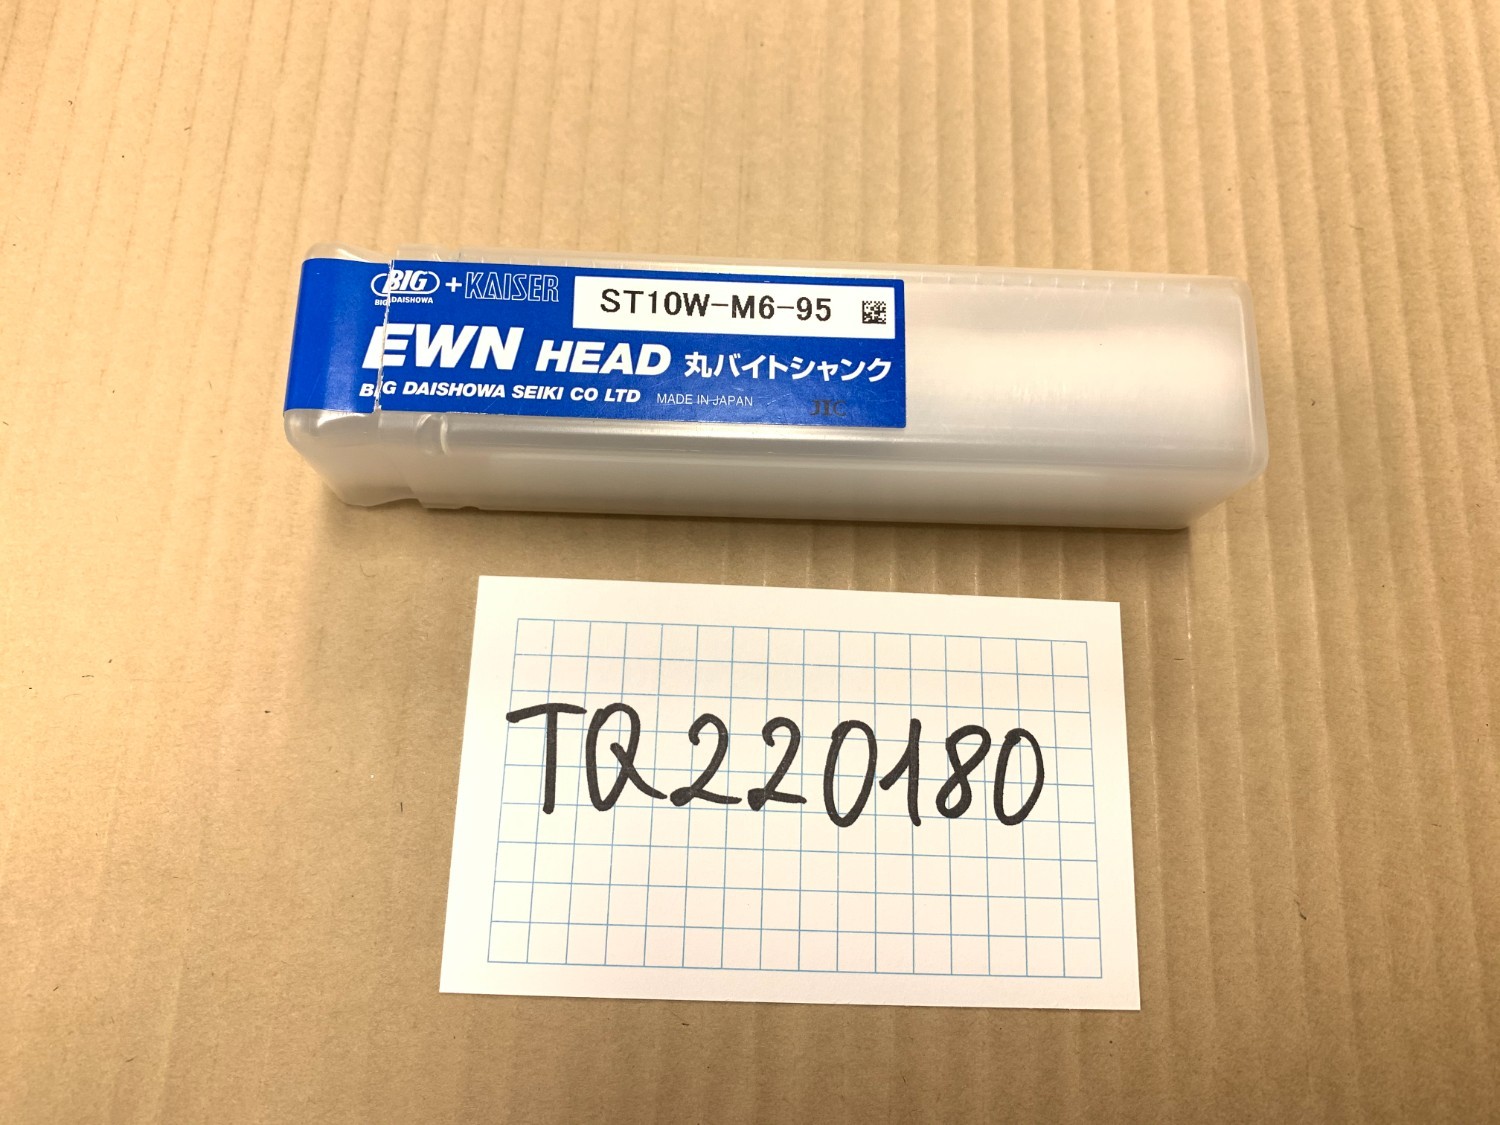 BIG + KAISER
BIG DAISHOWA
ST10W-M6-95
EWN HEAD 丸バイトシャンク
BIG DAISHOWA SEIKI CO LTD MADE IN JAPAN JIC
TQ220180